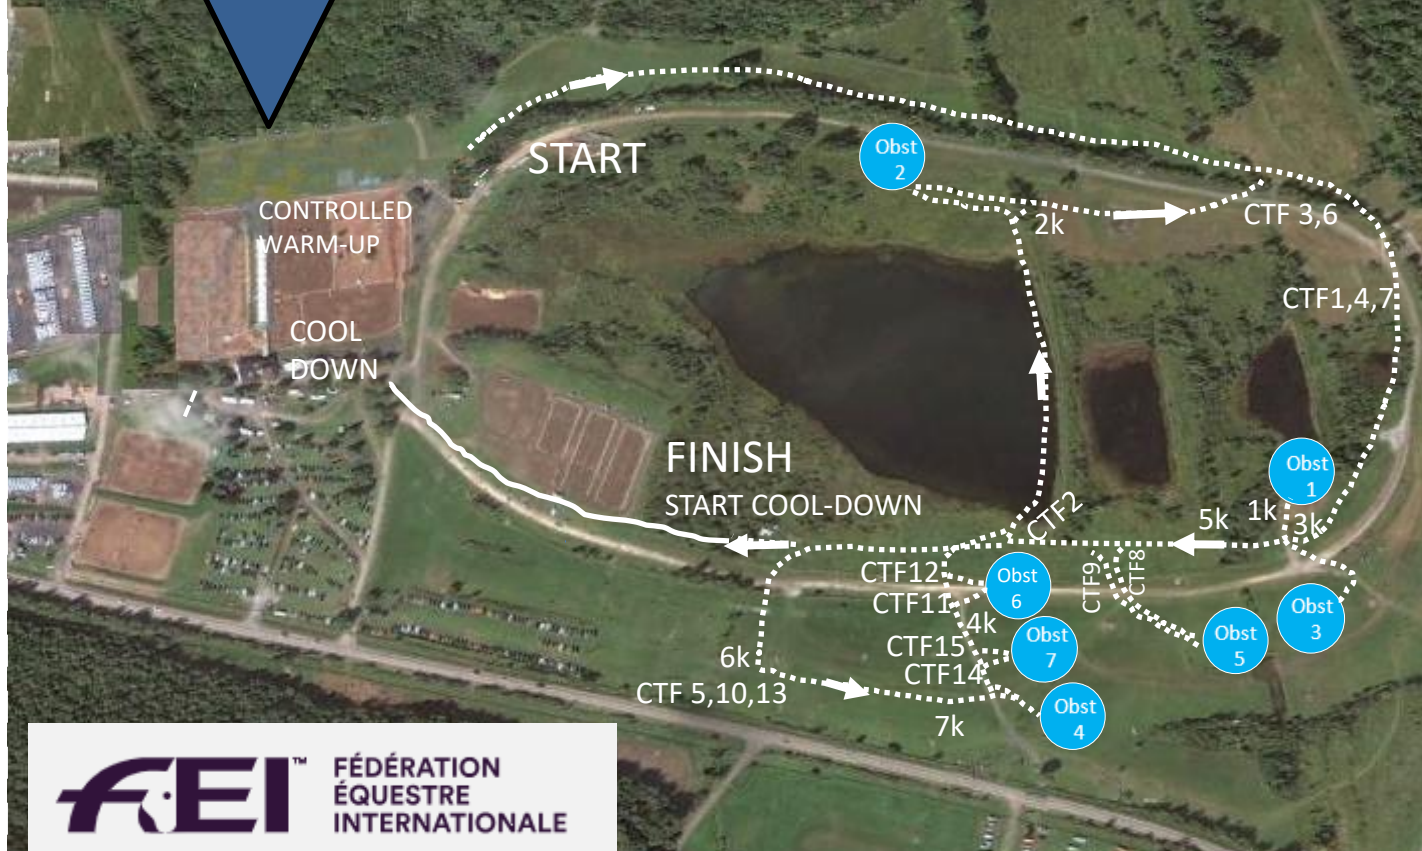 START
Obst
2
CONTROLLED
WARM-UP
2k
CTF 3,6
CTF1,4,7
COOL
DOWN
FINISH
START COOL-DOWN
Obst
1
1k
3k
5k
CTF2
CTF12
CTF11
Obst
6
CTF9
CTF8
4k
Obst
3
Obst
5
CTF15
Obst
7
CTF14
6k
CTF 5,10,13
7k
Obst
4
FEI™
FÉDÉRATION
ÉQUESTRE
INTERNATIONALE